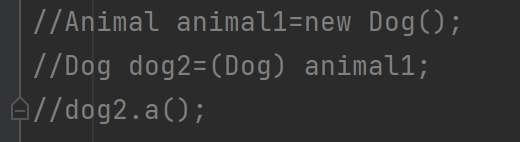 //Animal animal1=new Dog();
//Dog dog2=(Dog) animal1;
//dog2.a();